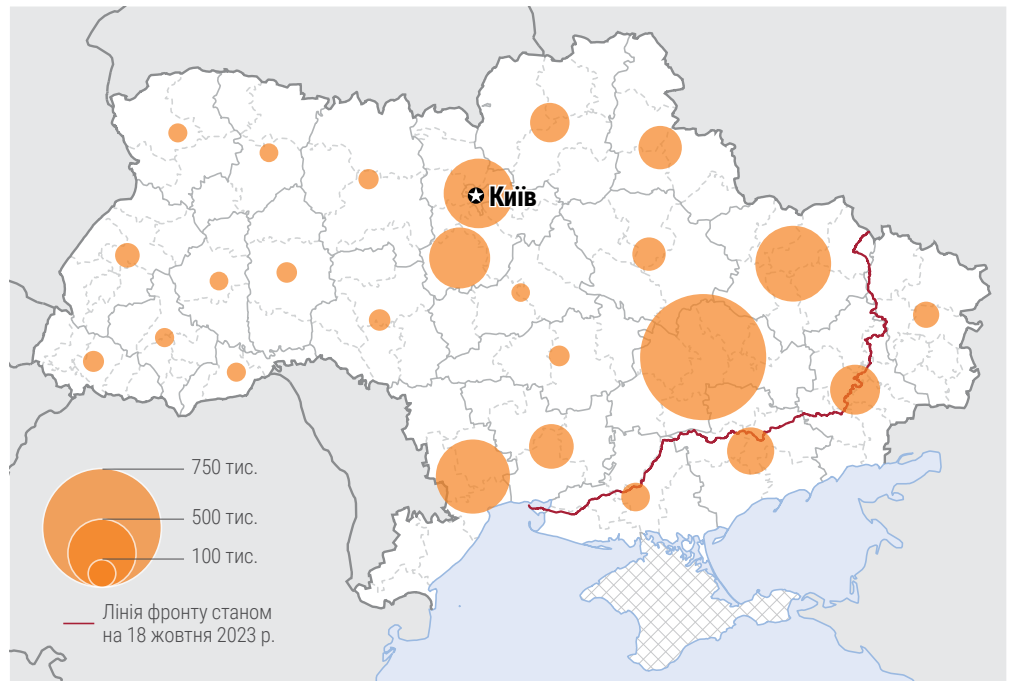 Київ
750 тис.
500 тис.
100 тис.
Лінія фронту станом
на 18 жовтня 2023 р.